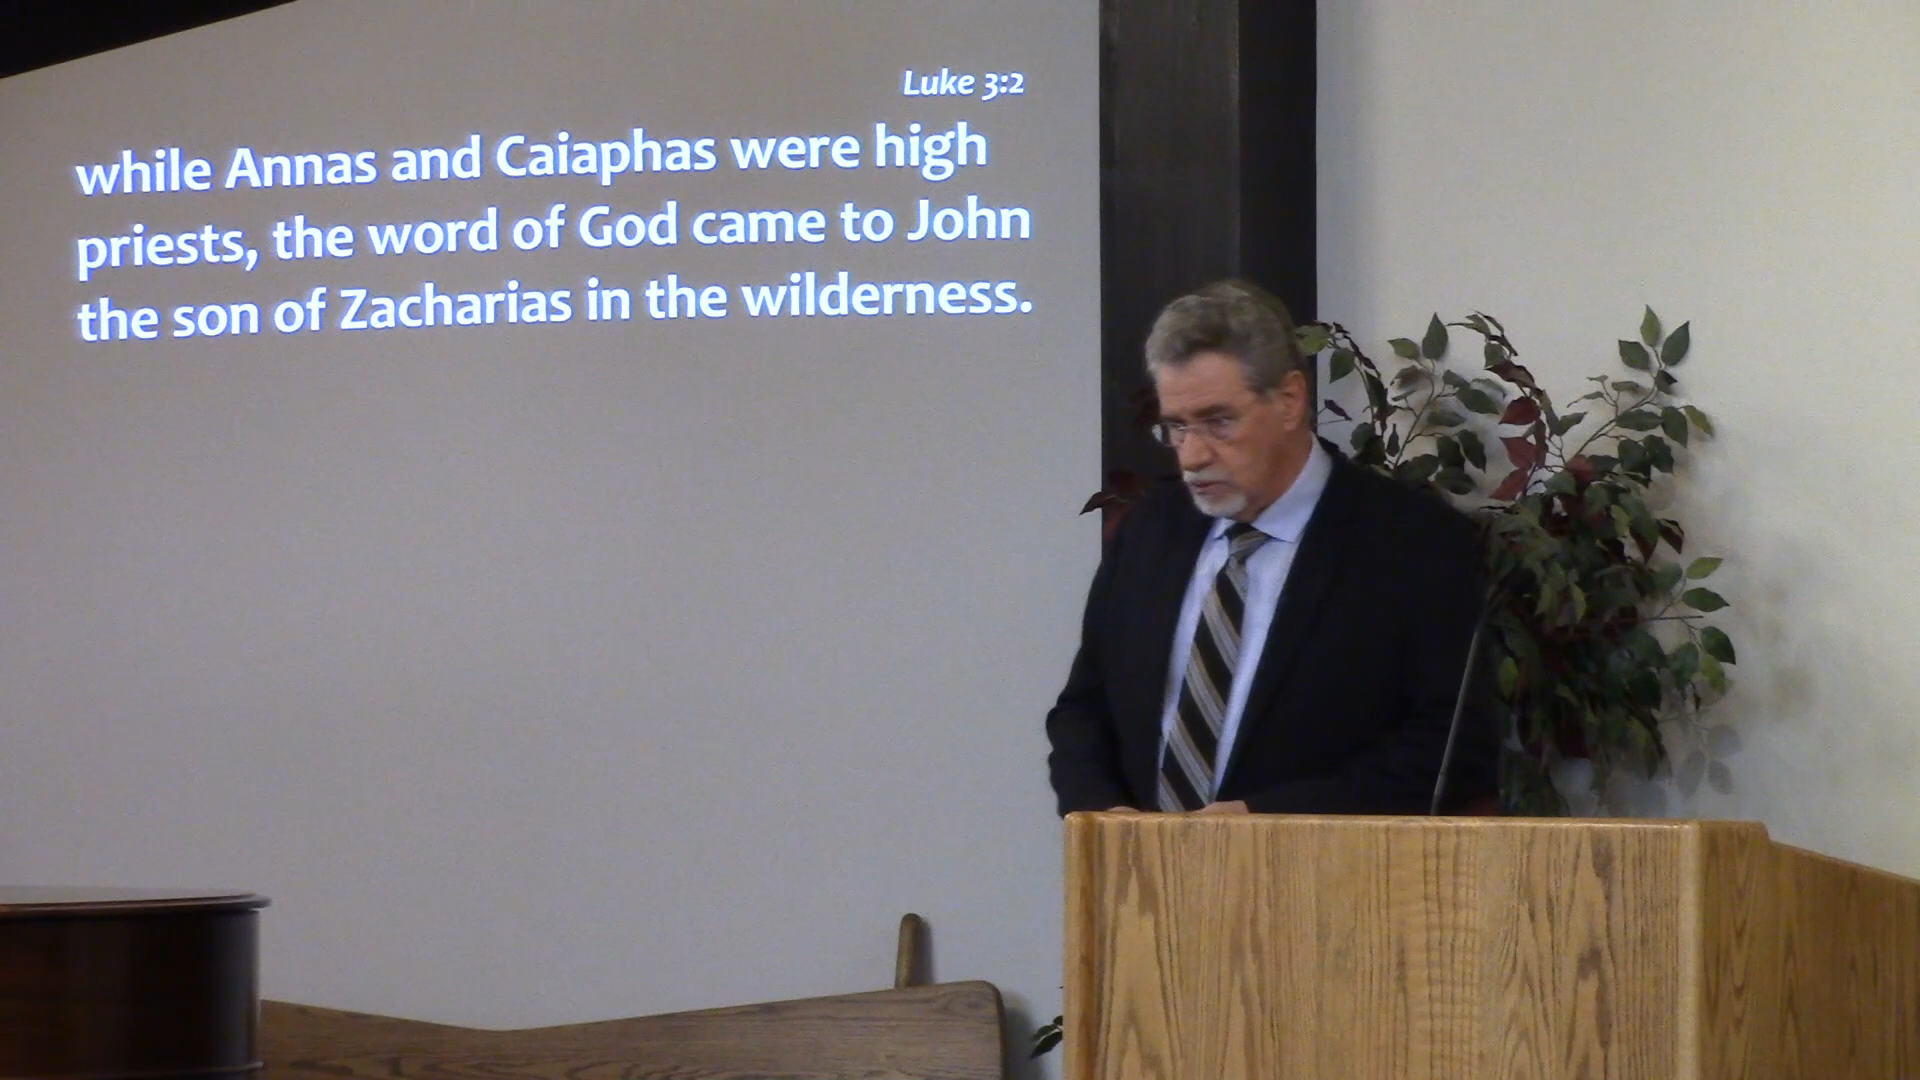 Luke 3:2
while Annas and Caiaphas were high
priests, the word of God came to John
the son of Zacharias in the wilderness.